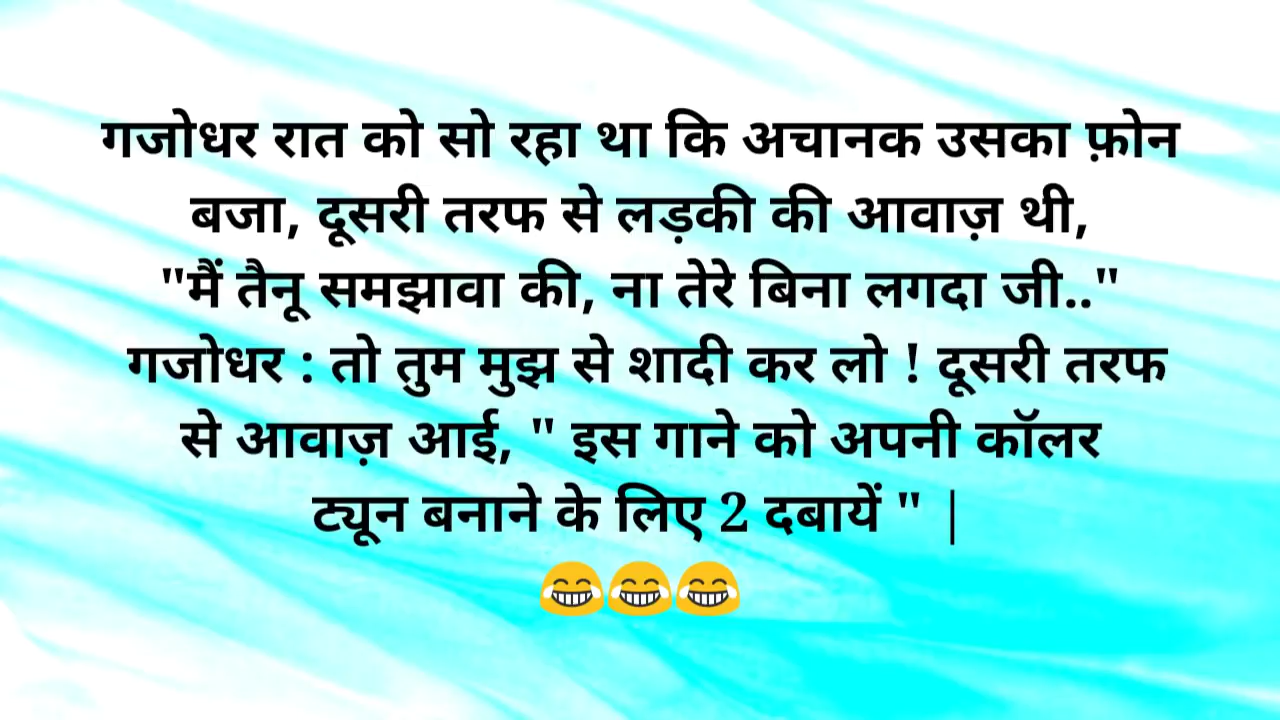 गजोधर रात को सो रहा था कि अचानक उसका फ़ोन
बजा, दूसरी तरफ से लड़की की आवाज़ थी,
"मैं तैनू समझावा की, ना तेरे बिना लगदा जी.."
गजोधर : तो तुम मुझ से शादी कर लो ! दूसरी तरफ
से आवाज़ आई, " इस गाने को अपनी कॉलर
ट्यून बनाने के लिए 2 दबायें " |
😂😂😂